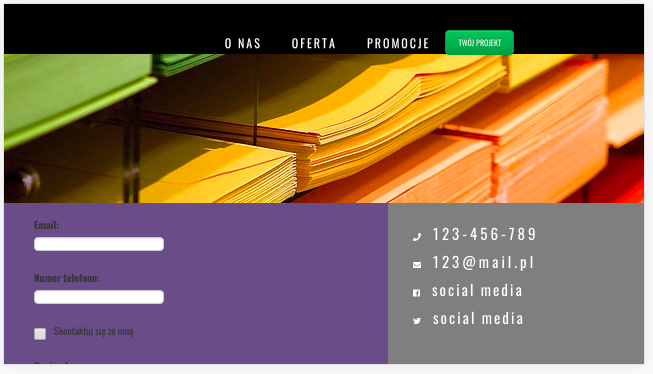 O NAS OFERTA PROMOCJE TWÓJ PROJEKT
Email:
Numer telefonu:
Skontaktuj się ze mną
123-456-789
123@mail.pl
social media
social media